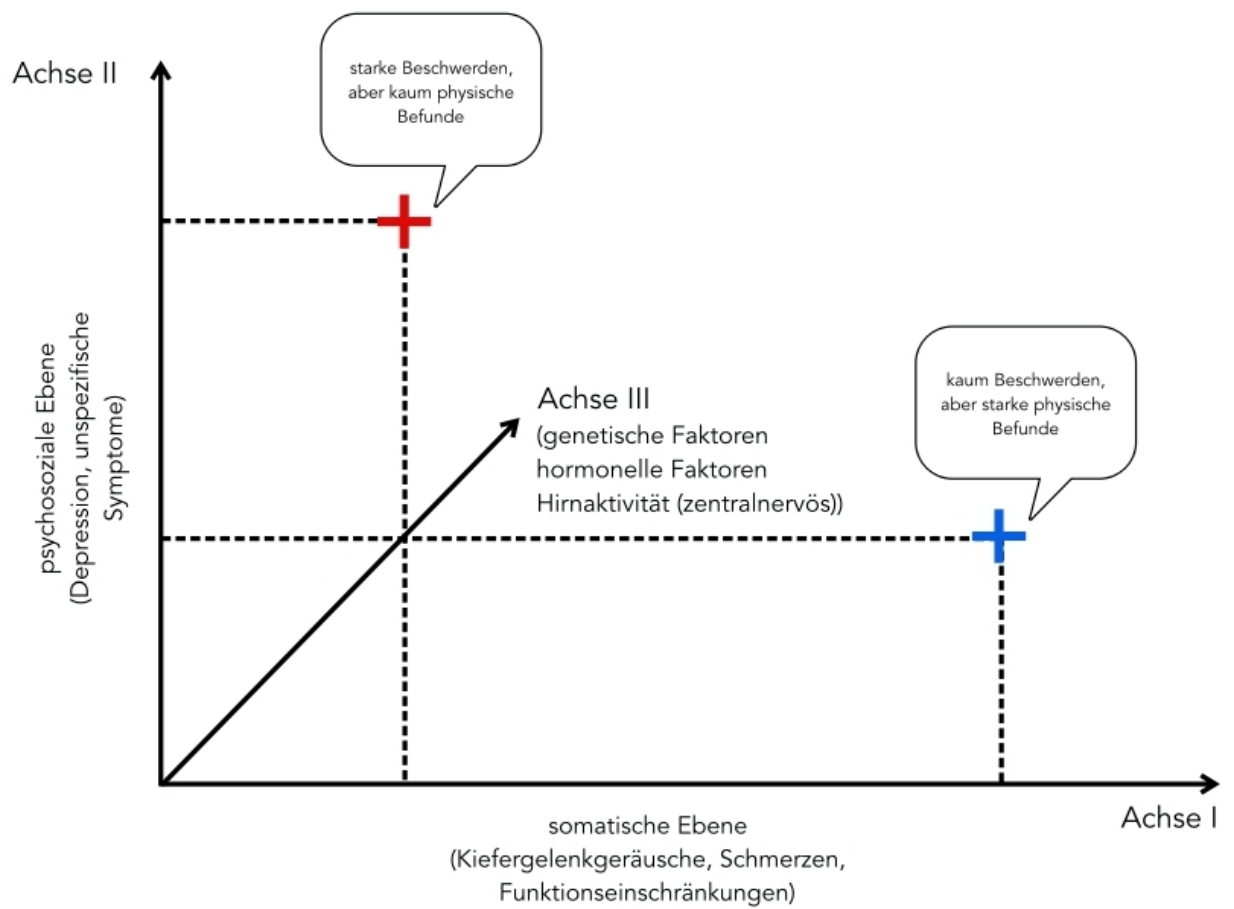 Achse II
starke Beschwerden,
aber kaum physische
Befunde
psychosoziale Ebene
(Depression, unspezifische
Symptome)
Achse III
(genetische Faktoren
hormonelle Faktoren
Hirnaktivität (zentralnervös))
kaum Beschwerden,
aber starke physische
Befunde
Achse I
somatische Ebene
(Kiefergelenkgeräusche, Schmerzen,
Funktionseinschränkungen)